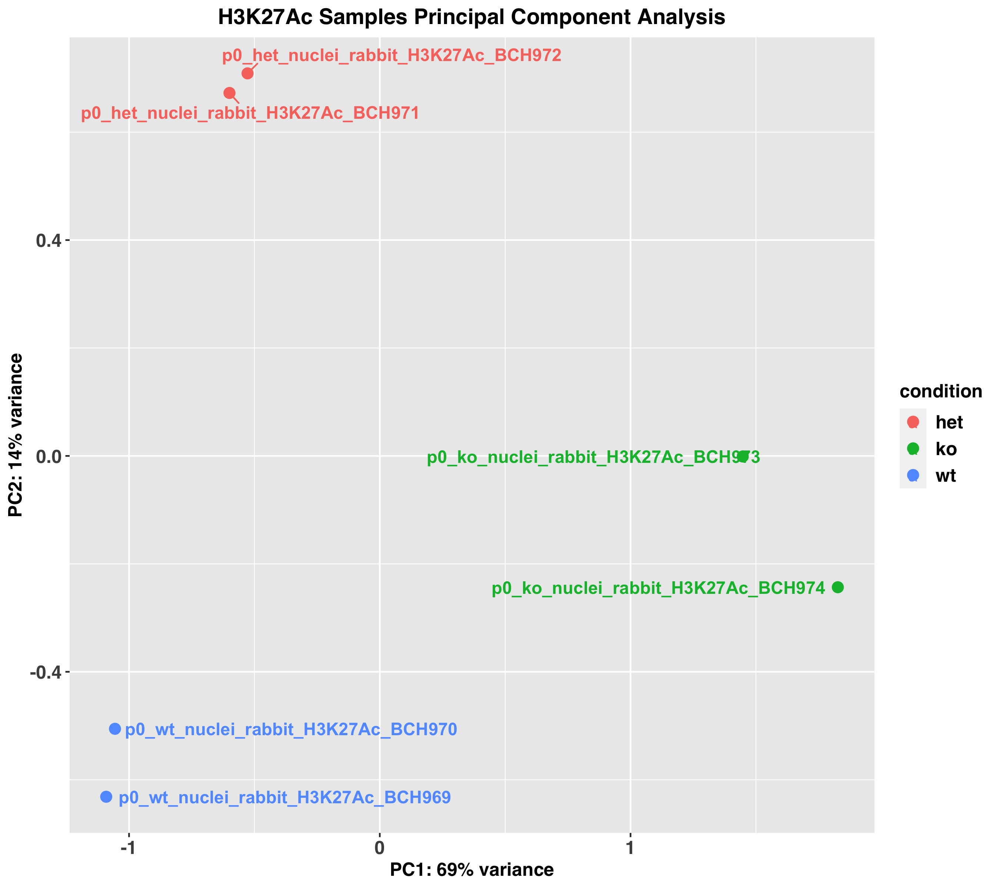 H3K27Ac Samples Principal Component Analysis
p0_het_nuclei_rabbit_H3K27Ac_BCH972
p0_het_nuclei_rabbit_H3K27Ac_BCH971
0.4
PC2: 14% variance
condition
het
0.0
p0_ko_nuclei_rabbit_H3K27Ac_BCH973
ko
wt
p0_ko_nuclei_rabbit_H3K27Ac_BCH974
-0.4
p0_wt_nuclei_rabbit_H3K27Ac_BCH970
p0_wt_nuclei_rabbit_H3K27Ac_BCH969
-1
0
1
PC1: 69% variance